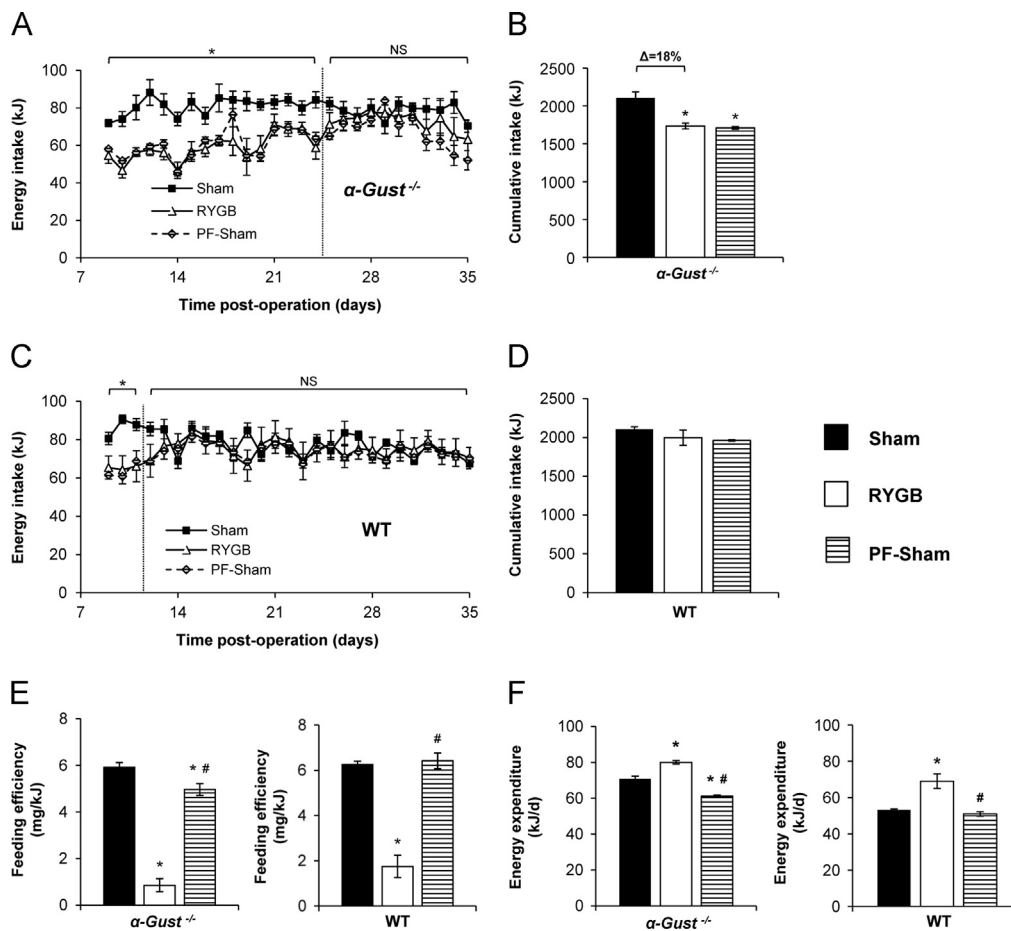 A
*
NS
100
80
60
40
20
0
Energy intake (kJ)
Sham
RYGB
PF-Sham
α-Gust -/-
7
14
21
28
35
Time post-operation (days)
B
Δ=18%
2500
2000
1500
1000
500
0
Cumulative intake (kJ)
*
*
α-Gust -/-
C
*
NS
100
80
60
40
20
0
Energy intake (kJ)
Sham
RYGB
PF-Sham
WT
7
14
21
28
35
Time post-operation (days)
D
2500
2000
1500
1000
500
0
Cumulative intake (kJ)
WT
Sham
RYGB
PF-Sham
E
8
6
4
2
0
Feeding efficiency
(mg/kJ)
*
* #
α-Gust -/-
8
6
4
2
0
Feeding efficiency
(mg/kJ)
*
#
WT
F
100
80
60
40
20
0
Energy expenditure
(kJ/d)
*
* #
α-Gust -/-
100
80
60
40
20
0
Energy expenditure
(kJ/d)
*
#
WT